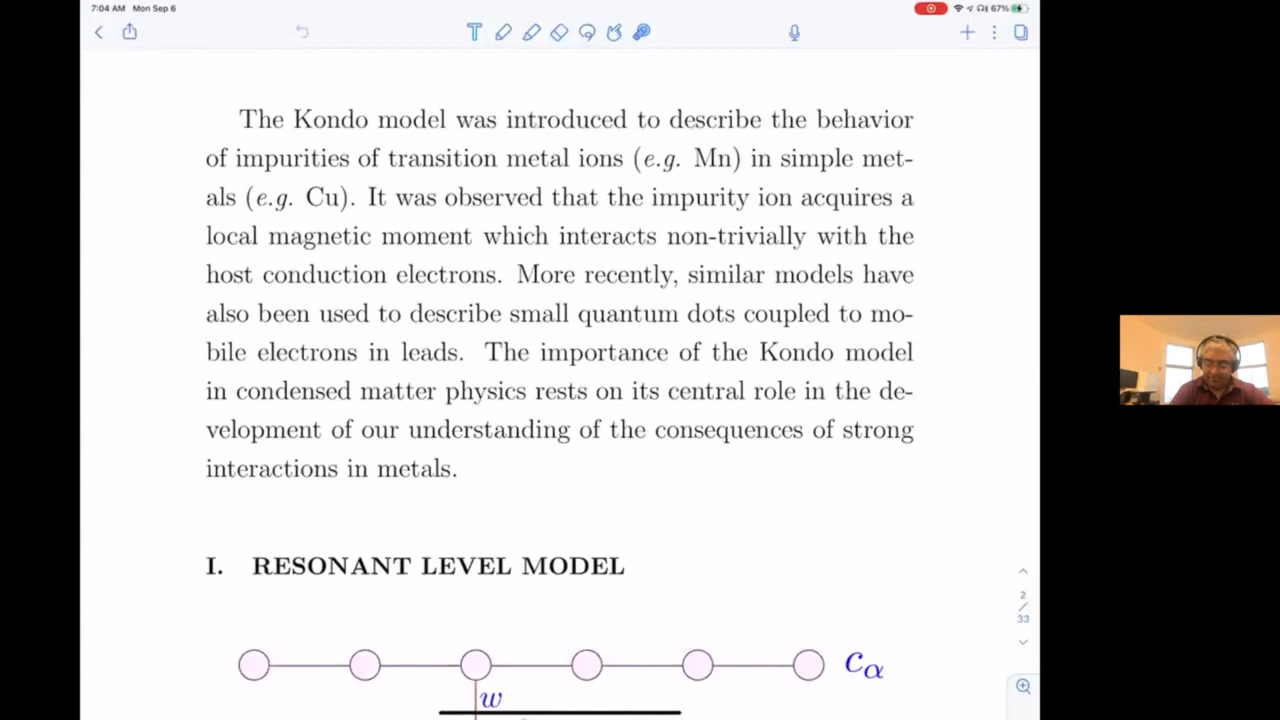 7:04 AM Mon Sep 6
67%
The Kondo model was introduced to describe the behavior
of impurities of transition metal ions (e.g. Mn) in simple met-
als (e.g. Cu). It was observed that the impurity ion acquires a
local magnetic moment which interacts non-trivially with the
host conduction electrons. More recently, similar models have
also been used to describe small quantum dots coupled to mo-
bile electrons in leads. The importance of the Kondo model
in condensed matter physics rests on its central role in the de-
velopment of our understanding of the consequences of strong
interactions in metals.
I. RESONANT LEVEL MODEL
2
/
33
cα
w